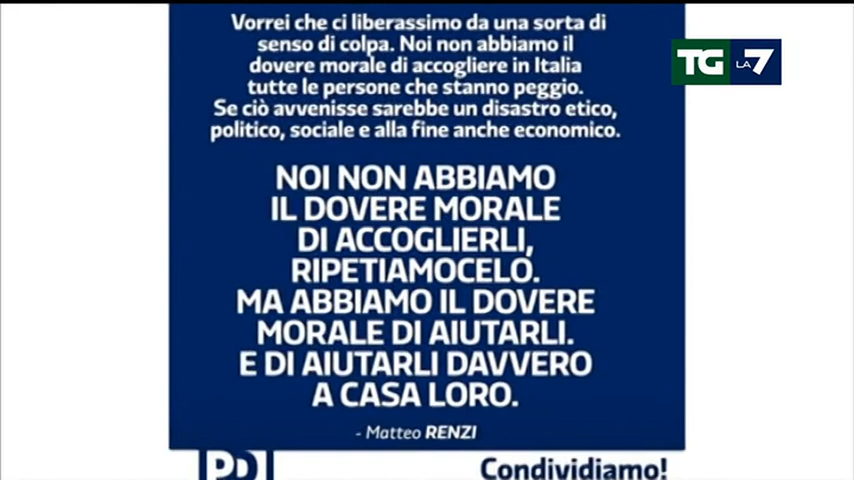 Vorrei che ci liberassimo da una sorta di
senso di colpa. Noi non abbiamo il
dovere morale di accogliere in Italia
tutte le persone che stanno peggio.
Se ciò avvenisse sarebbe un disastro etico,
politico, sociale e alla fine anche economico.
TG LA 7
NOI NON ABBIAMO
IL DOVERE MORALE
DI ACCOGLIERLI,
RIPETIAMOCELO.
MA ABBIAMO IL DOVERE
MORALE DI AIUTARLI.
E DI AIUTARLI DAVVERO
A CASA LORO.
- Matteo RENZI
PD
Condividiamo!